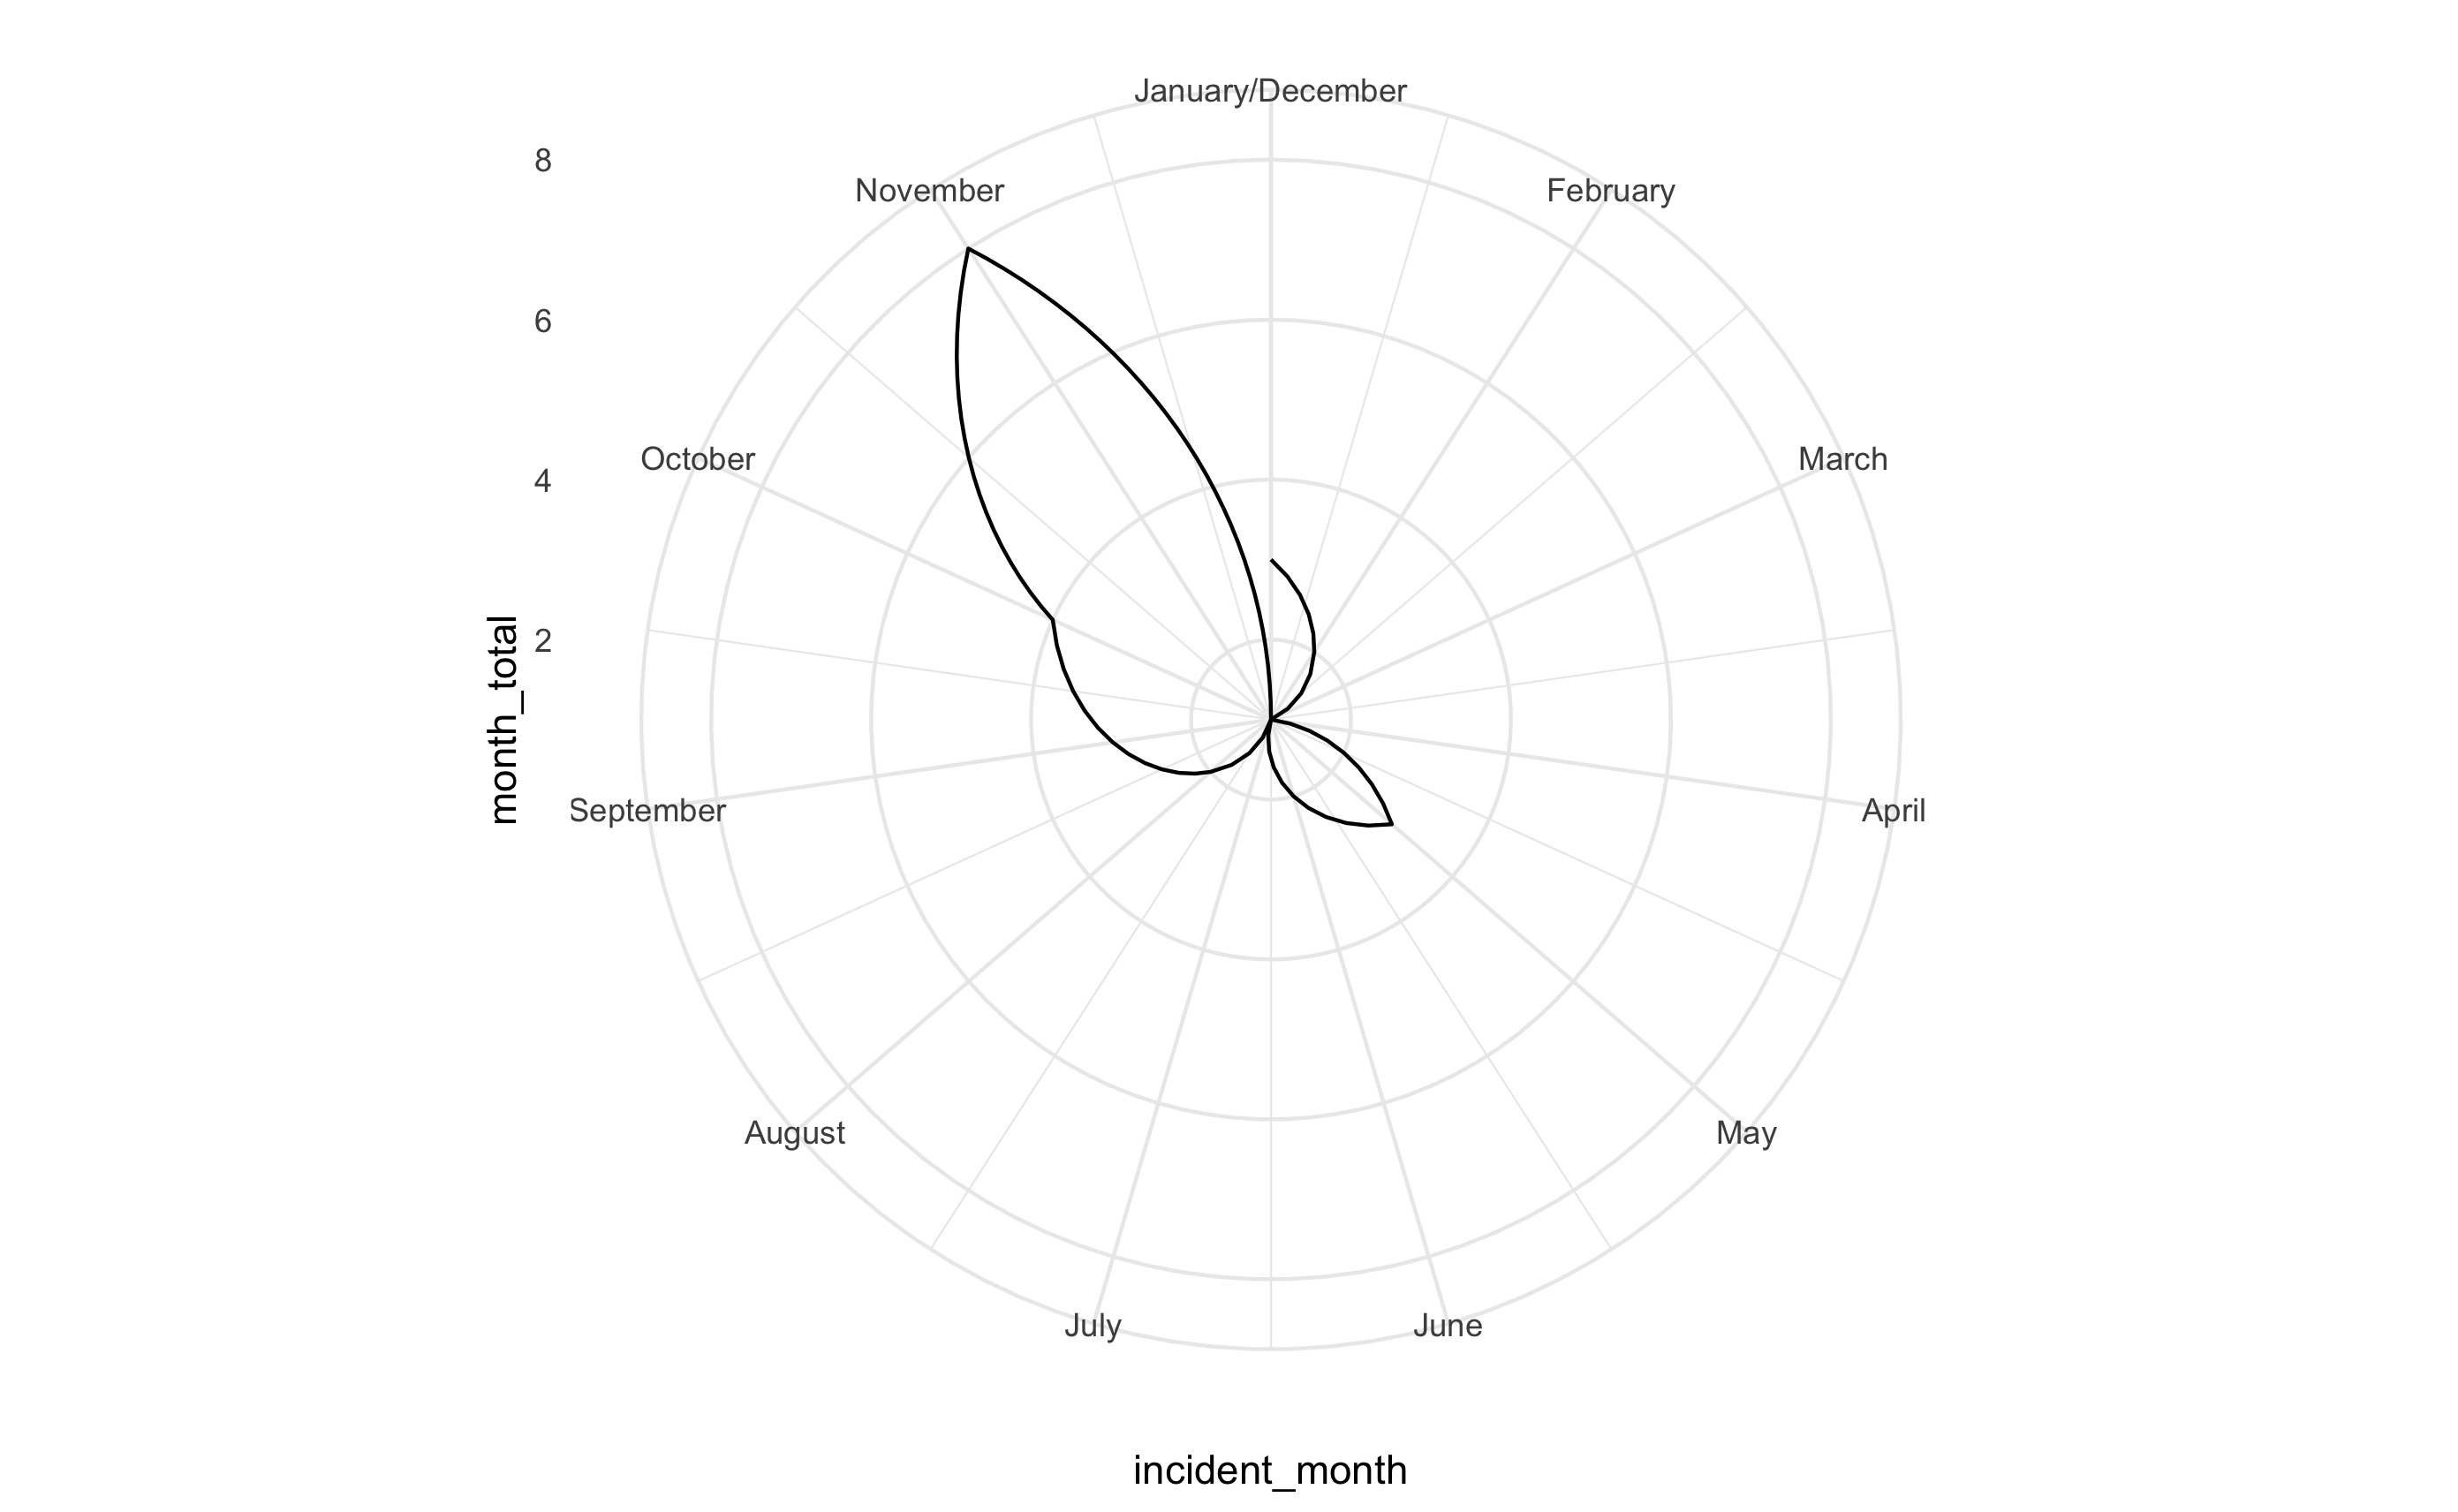 January/December
8
November
February
6
October
March
4
month_total
2
September
April
August
May
July
June
incident_month